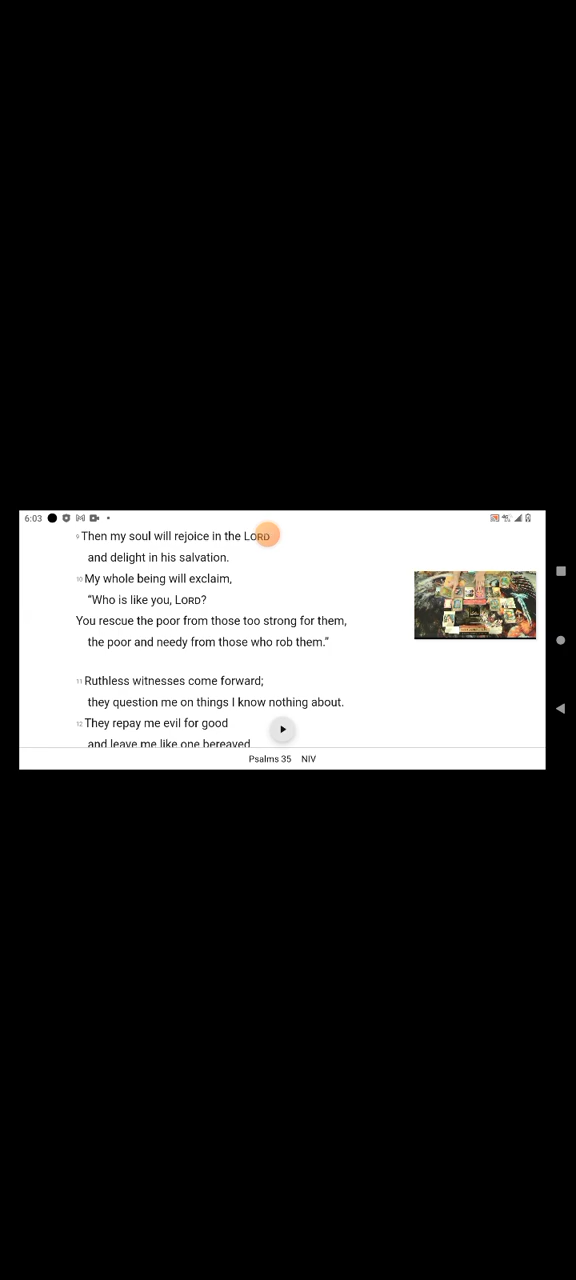 6:03
9 Then my soul will rejoice in the LORD
and delight in his salvation.
10 My whole being will exclaim,
“Who is like you, LORD?
You rescue the poor from those too strong for them,
the poor and needy from those who rob them.”
11 Ruthless witnesses come forward;
they question me on things I know nothing about.
12 They repay me evil for good
and leave me like one bereaved
Psalms 35 NIV